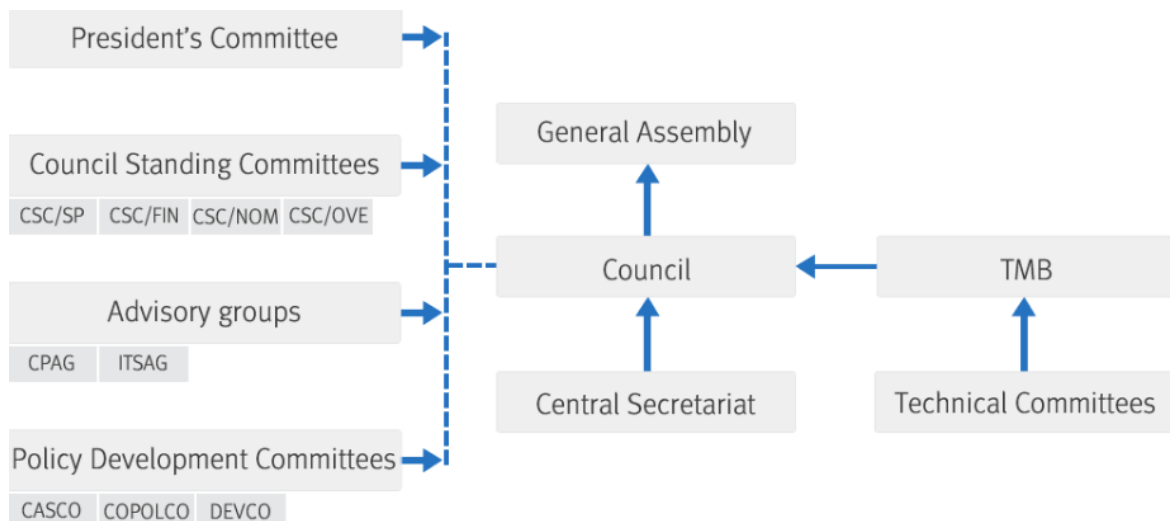 President's Committee
Council Standing Committees
CSC/SP CSC/FIN CSC/NOM CSC/OVE
Advisory groups
CPAG ITSAG
Policy Development Committees
CASCO COPOLCO DEVCO
General Assembly
Council
TMB
Central Secretariat
Technical Committees